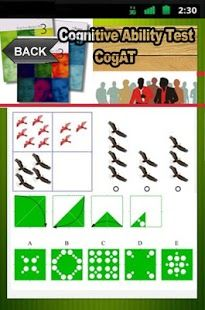 2:30
BACK
Cognitive Ability Test
CogAT
A B C D E